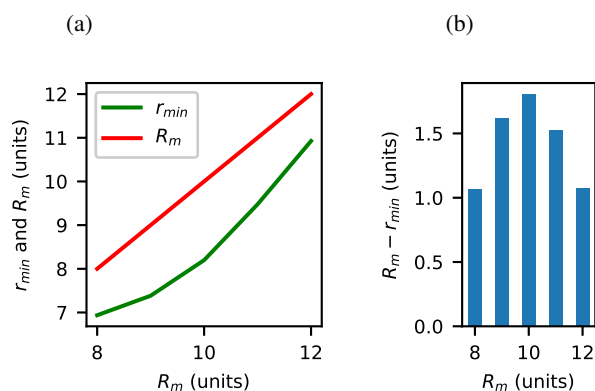 (a)
(b)
r_min and R_m (units)
12
11
10
9
8
7
r_min
R_m
8
10
12
R_m (units)
R_m − r_min
1.5
1.0
0.5
0.0
8
10
12
R_m (units)